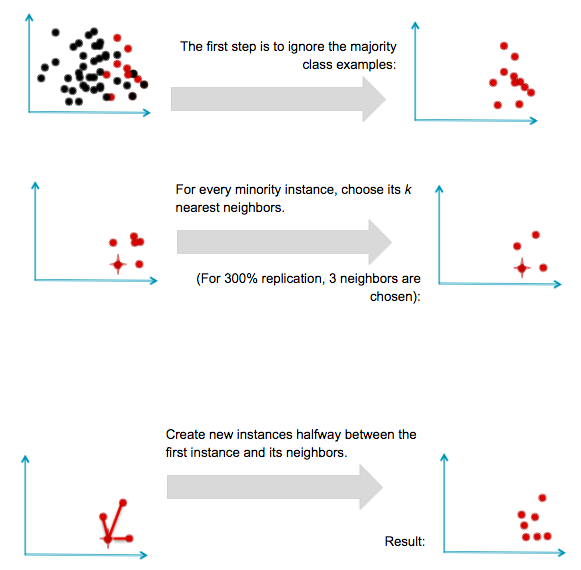 The first step is to ignore the majority
class examples:
For every minority instance, choose its k
nearest neighbors.
(For 300% replication, 3 neighbors are
chosen):
Create new instances halfway between the
first instance and its neighbors.
Result: